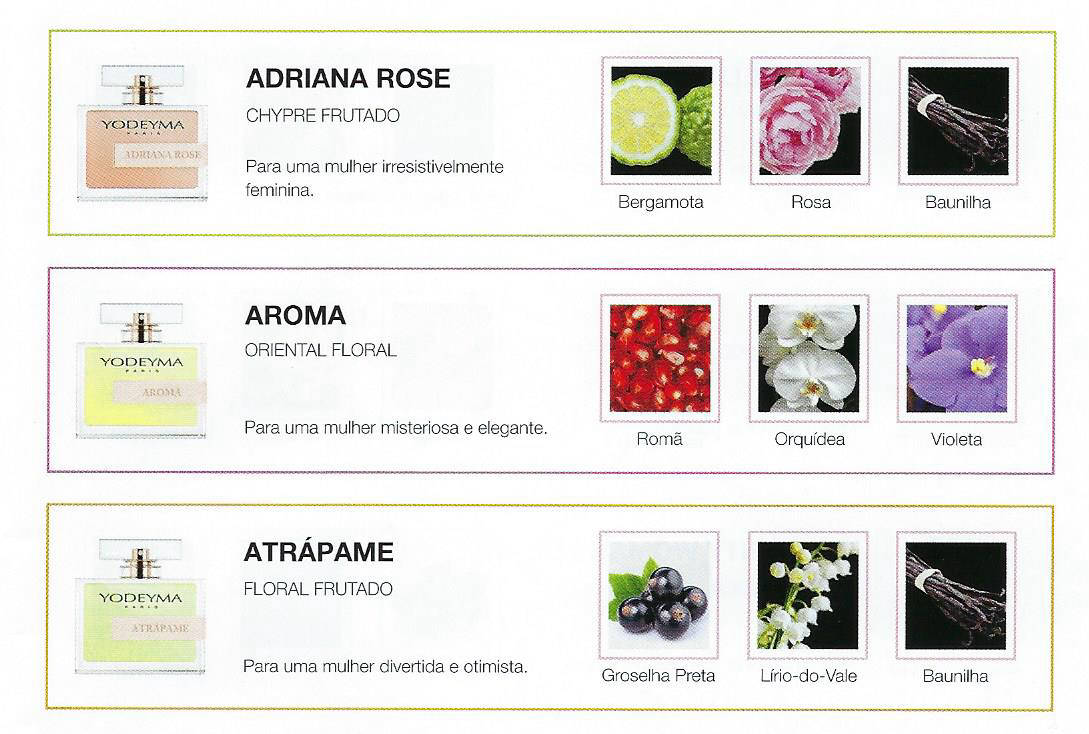 YODEYMA
PARIS
ADRIANA ROSE
ADRIANA ROSE
CHYPRE FRUTADO
Para uma mulher irresistivelmente
feminina.
Bergamota
Rosa
Baunilha
YODEYMA
PARIS
AROMA
AROMA
ORIENTAL FLORAL
Para uma mulher misteriosa e elegante.
Romã
Orquídea
Violeta
YODEYMA
PARIS
ATRÁPAME
ATRÁPAME
FLORAL FRUTADO
Para uma mulher divertida e otimista.
Groselha Preta
Lírio-do-Vale
Baunilha